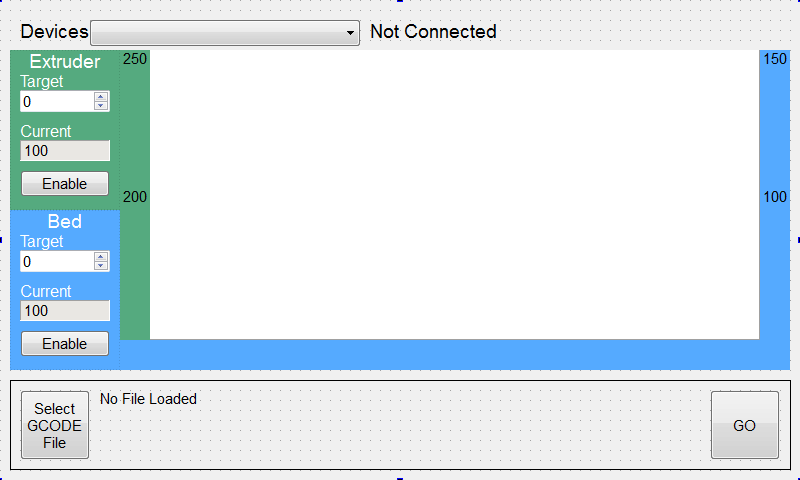 Devices Not Connected
Extruder
250
150
Target
0
Current
100
Enable
200
100
Bed
Target
0
Current
100
Enable
Select
GCODE
File
No File Loaded
GO